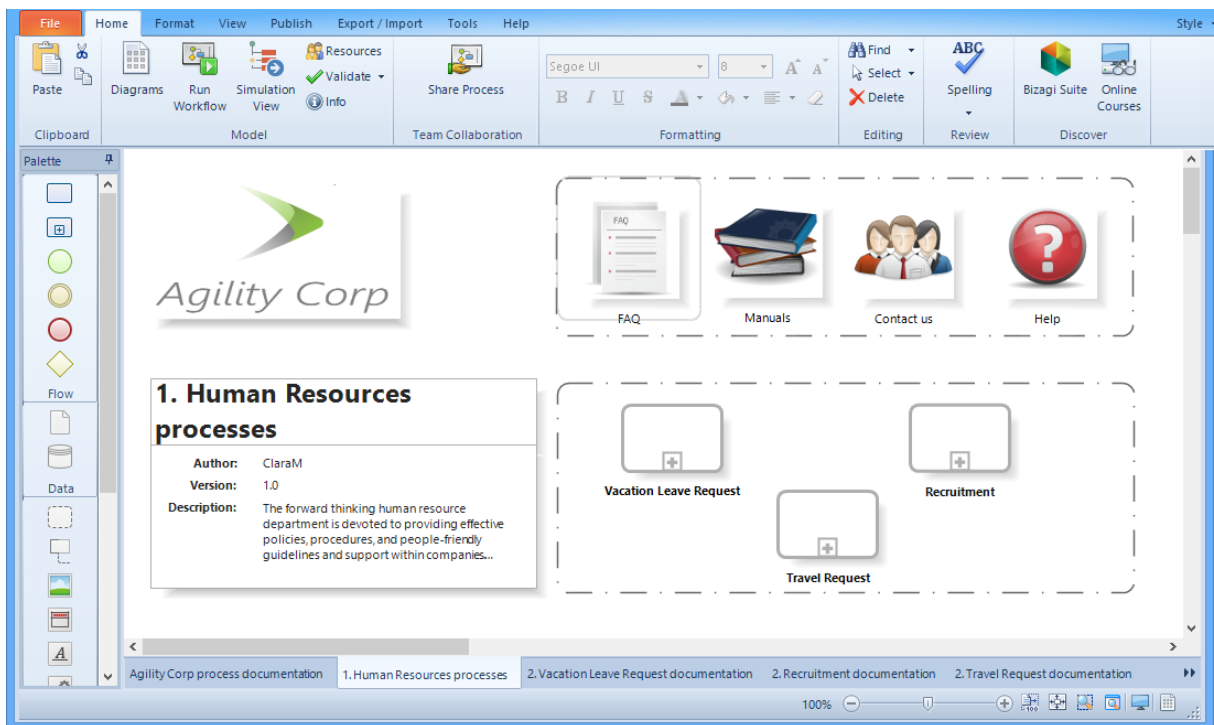 File Home Format View Publish Export / Import Tools Help Style
Paste
Diagrams
Run Workflow
Simulation View
Resources
Validate
Info
Share Process
Segoe UI 8 A A
B I U S A
Find
Select
Delete
ABC
Spelling
Bizagi Suite
Online Courses
Clipboard Model Team Collaboration Formatting Editing Review Discover
Palette
Flow
Data
A
Agility Corp
FAQ
FAQ Manuals Contact us Help
1. Human Resources
processes
Author: ClaraM
Version: 1.0
Description: The forward thinking human resource
department is devoted to providing effective
policies, procedures, and people-friendly
guidelines and support within companies...
Vacation Leave Request
Recruitment
Travel Request
Agility Corp process documentation 1. Human Resources processes 2. Vacation Leave Request documentation 2. Recruitment documentation 2. Travel Request documentation
100%
100